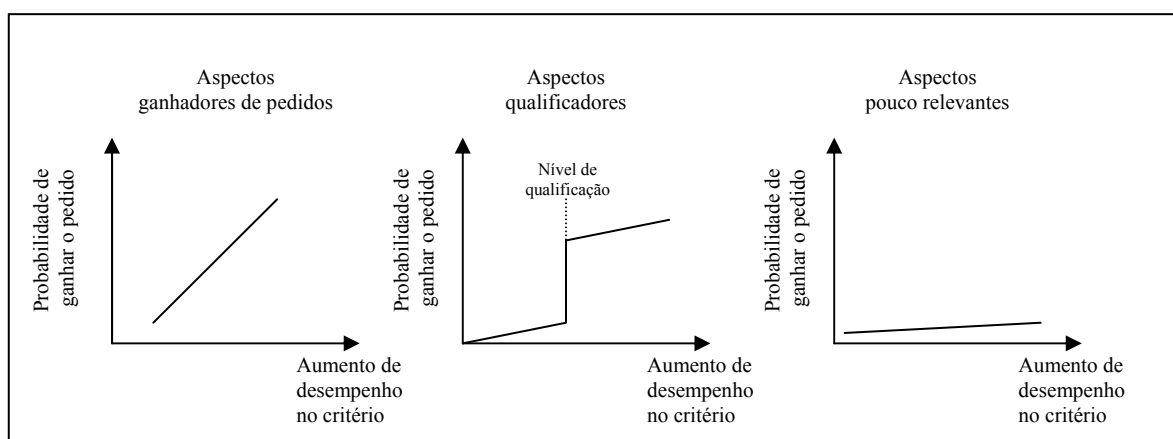 Aspectos
ganhadores de pedidos
Probabilidade de
ganhar o pedido
Aumento de
desempenho
no critério
Aspectos
qualificadores
Nível de
qualificação
Probabilidade de
ganhar o pedido
Aumento de
desempenho
no critério
Aspectos
pouco relevantes
Probabilidade de
ganhar o pedido
Aumento de
desempenho
no critério